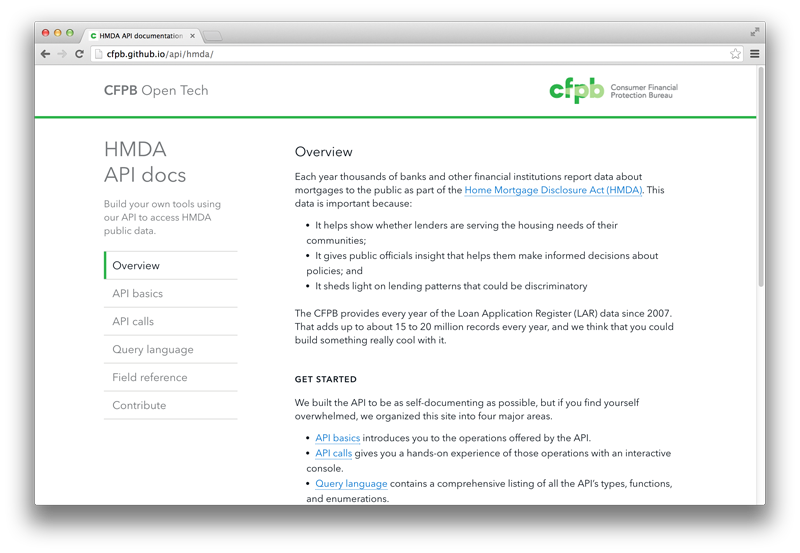 HMDA API documentation
cfpb.github.io/api/hmda/
CFPB Open Tech
cfpb Consumer Financial
Protection Bureau
HMDA
API docs
Build your own tools using
our API to access HMDA
public data.
Overview
API basics
API calls
Query language
Field reference
Contribute
Overview
Each year thousands of banks and other financial institutions report data about
mortgages to the public as part of the Home Mortgage Disclosure Act (HMDA). This
data is important because:
• It helps show whether lenders are serving the housing needs of their
communities;
• It gives public officials insight that helps them make informed decisions about
policies; and
• It sheds light on lending patterns that could be discriminatory
The CFPB provides every year of the Loan Application Register (LAR) data since 2007.
That adds up to about 15 to 20 million records every year, and we think that you could
build something really cool with it.
GET STARTED
We built the API to be as self-documenting as possible, but if you find yourself
overwhelmed, we organized this site into four major areas.
• API basics introduces you to the operations offered by the API.
• API calls gives you a hands-on experience of those operations with an interactive
console.
• Query language contains a comprehensive listing of all the API's types, functions,
and enumerations.